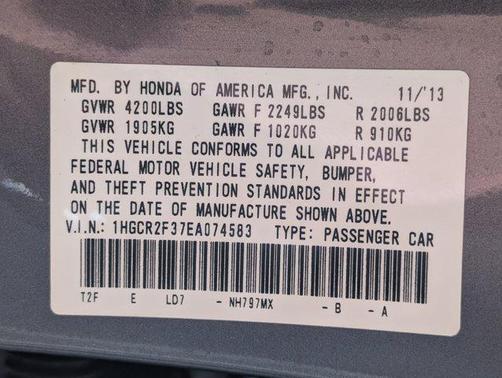 MFD. BY HONDA OF AMERICA MFG., INC. 11/'13
GVWR 4200LBS GAWR F 2249LBS R 2006LBS
GVWR 1905KG GAWR F 1020KG R 910KG
THIS VEHICLE CONFORMS TO ALL APPLICABLE
FEDERAL MOTOR VEHICLE SAFETY, BUMPER,
AND THEFT PREVENTION STANDARDS IN EFFECT
ON THE DATE OF MANUFACTURE SHOWN ABOVE.
V.I.N.: 1HGCR2F37EA074583 TYPE: PASSENGER CAR
T2F E LD7 - NH797MX - B - A